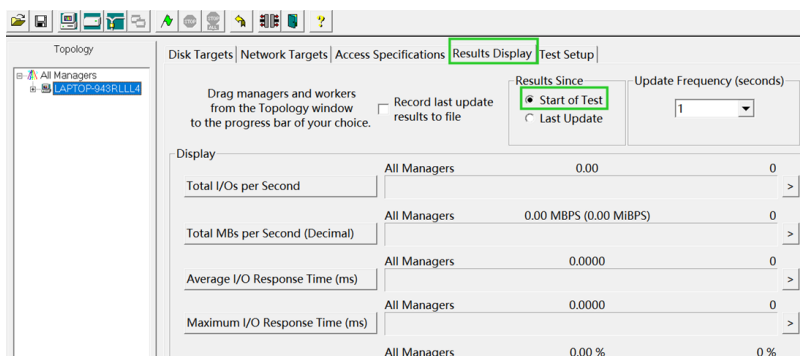 Topology
All Managers
LAPTOP-943RLLL4
Disk Targets Network Targets Access Specifications Results Display Test Setup
Drag managers and workers
from the Topology window
to the progress bar of your choice.
Record last update
results to file
Results Since
Start of Test
Last Update
Update Frequency (seconds)
1
Display
All Managers 0.00 0
Total I/Os per Second >
All Managers 0.00 MBPS (0.00 MiBPS) 0
Total MBs per Second (Decimal) >
All Managers 0.0000 0
Average I/O Response Time (ms) >
All Managers 0.0000 0
Maximum I/O Response Time (ms) >
All Managers 0.00 % 0 %